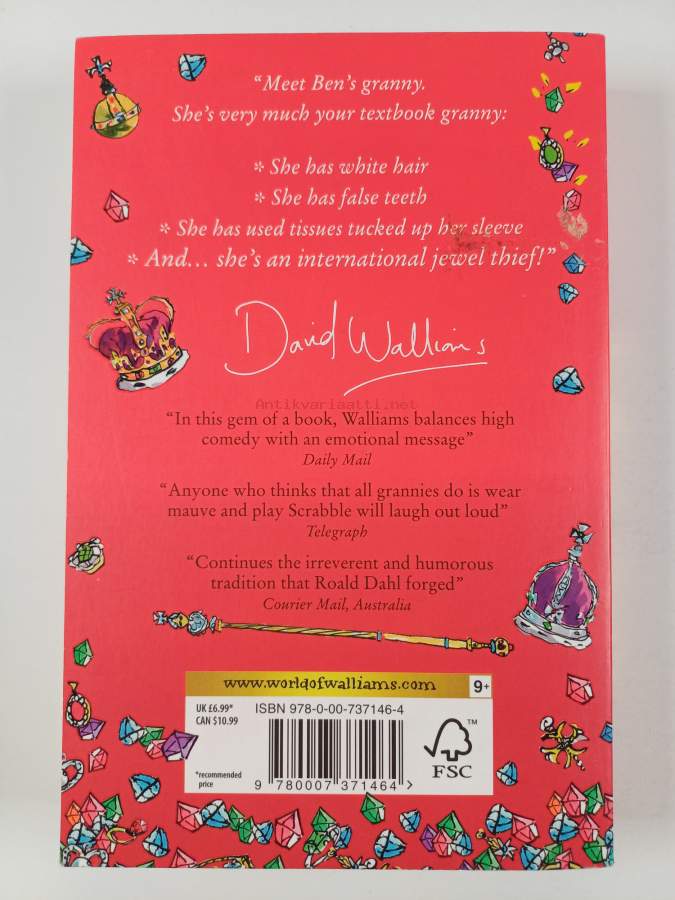 “Meet Ben’s granny.
She’s very much your textbook granny:
* She has white hair
* She has false teeth
* She has used tissues tucked up her sleeve
* And... she’s an international jewel thief!”
David Walliams
Antikvariaatti.net
“In this gem of a book, Walliams balances high
comedy with an emotional message”
Daily Mail
“Anyone who thinks that all grannies do is wear
mauve and play Scrabble will laugh out loud”
Telegraph
“Continues the irreverent and humorous
tradition that Roald Dahl forged”
Courier Mail, Australia
www.worldofwalliams.com
9+
UK £6.99*
CAN $10.99
ISBN 978-0-00-737146-4
*recommended
price
9 780007 371464 >
FSC™